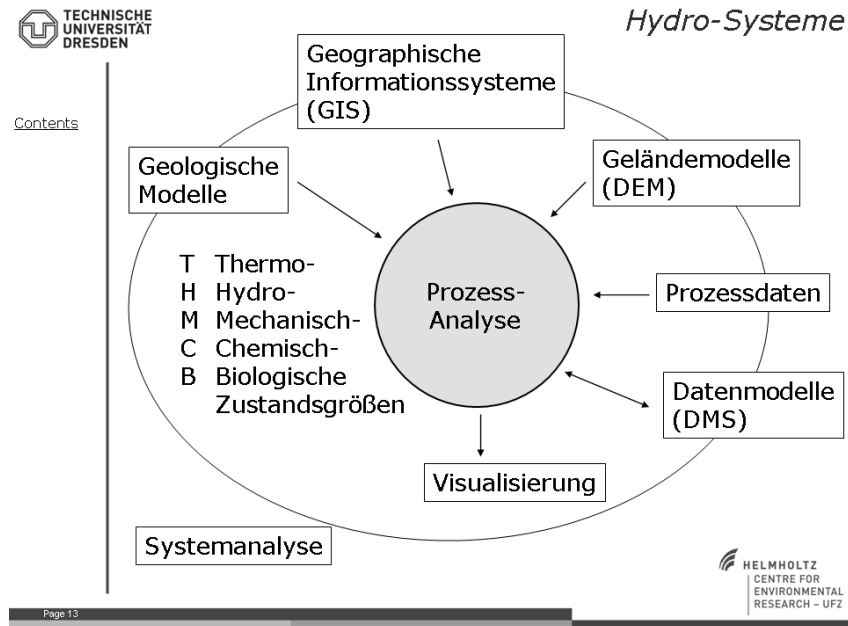 TECHNISCHE
UNIVERSITÄT
DRESDEN
Hydro-Systeme
Contents
Geographische
Informationssysteme
(GIS)
Geologische
Modelle
Geländemodelle
(DEM)
T Thermo-
H Hydro-
M Mechanisch-
C Chemisch-
B Biologische
Zustandsgrößen
Prozess-
Analyse
Prozessdaten
Datenmodelle
(DMS)
Visualisierung
Systemanalyse
HELMHOLTZ
CENTRE FOR
ENVIRONMENTAL
RESEARCH – UFZ
Page 13